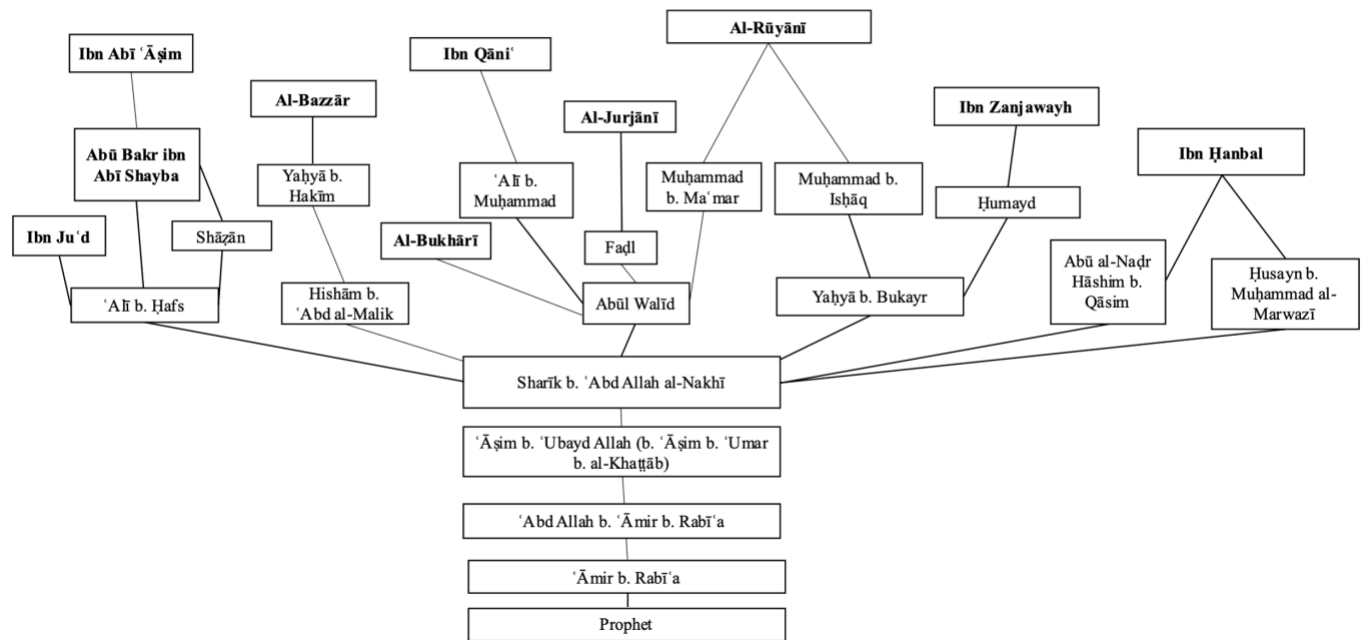 Ibn Abī ʿĀṣim
Al-Bazzār
Ibn Qāniʿ
Al-Jurjānī
Al-Rūyānī
Ibn Zanjawayh
Ibn Ḥanbal
Abū Bakr ibn
Abī Shayba
Yaḥyā b.
Hakīm
ʿAlī b.
Muḥammad
Muḥammad
b. Maʿmar
Muḥammad b.
Isḥāq
Ḥumayd
Ibn Juʿd
Shāẓān
Al-Bukhārī
Faḍl
Abū al-Naḍr
Hāshim b.
Qāsim
Ḥusayn b.
Muḥammad al-
Marwazī
ʿAlī b. Ḥafs
Hishām b.
ʿAbd al-Malik
Abūl Walīd
Yaḥyā b. Bukayr
Sharīk b. ʿAbd Allah al-Nakhī
ʿĀṣim b. ʿUbayd Allah (b. ʿĀṣim b. ʿUmar
b. al-Khaṭṭāb)
ʿAbd Allah b. ʿĀmir b. Rabīʿa
ʿĀmir b. Rabīʿa
Prophet